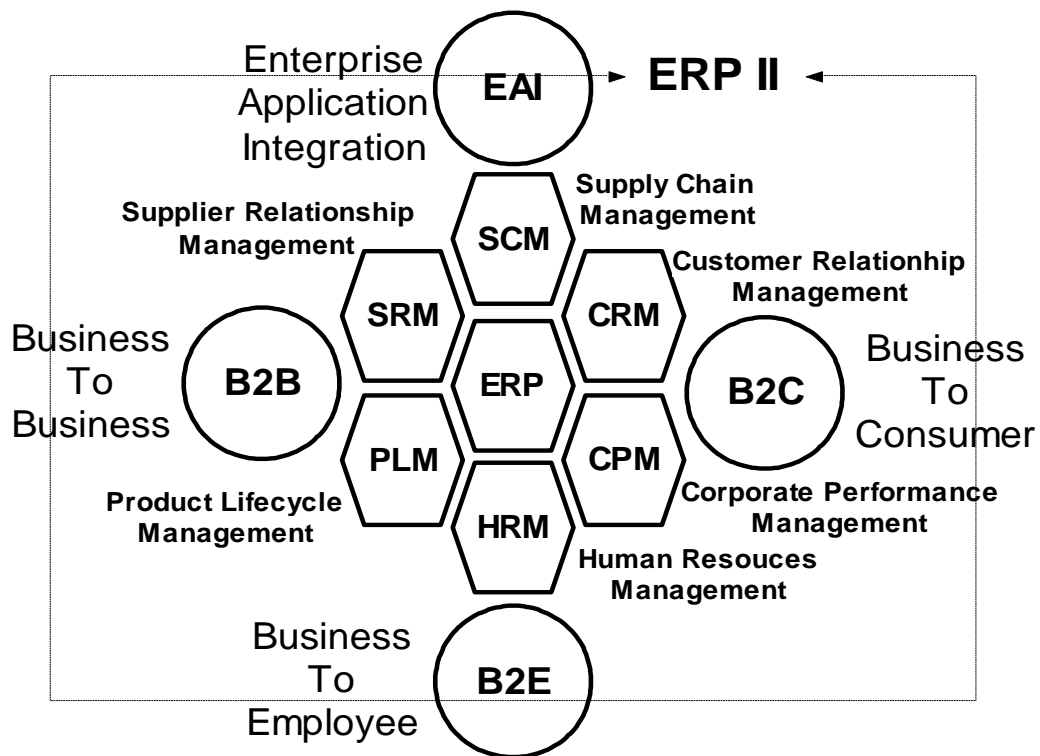 Enterprise
Application
Integration
EAI
ERP II
Supplier Relationship
Management
SCM
Supply Chain
Management
SRM
CRM
Customer Relationhip
Management
Business
To
Business
B2B
ERP
B2C
Business
To
Consumer
PLM
CPM
Product Lifecycle
Management
HRM
Corporate Performance
Management
Human Resouces
Management
Business
To
Employee
B2E